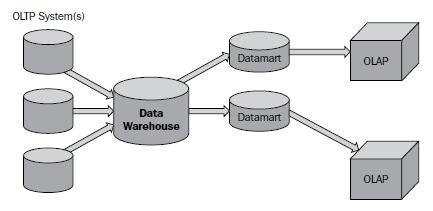 OLTP System(s)
Datamart
OLAP
Data
Warehouse
Datamart
OLAP